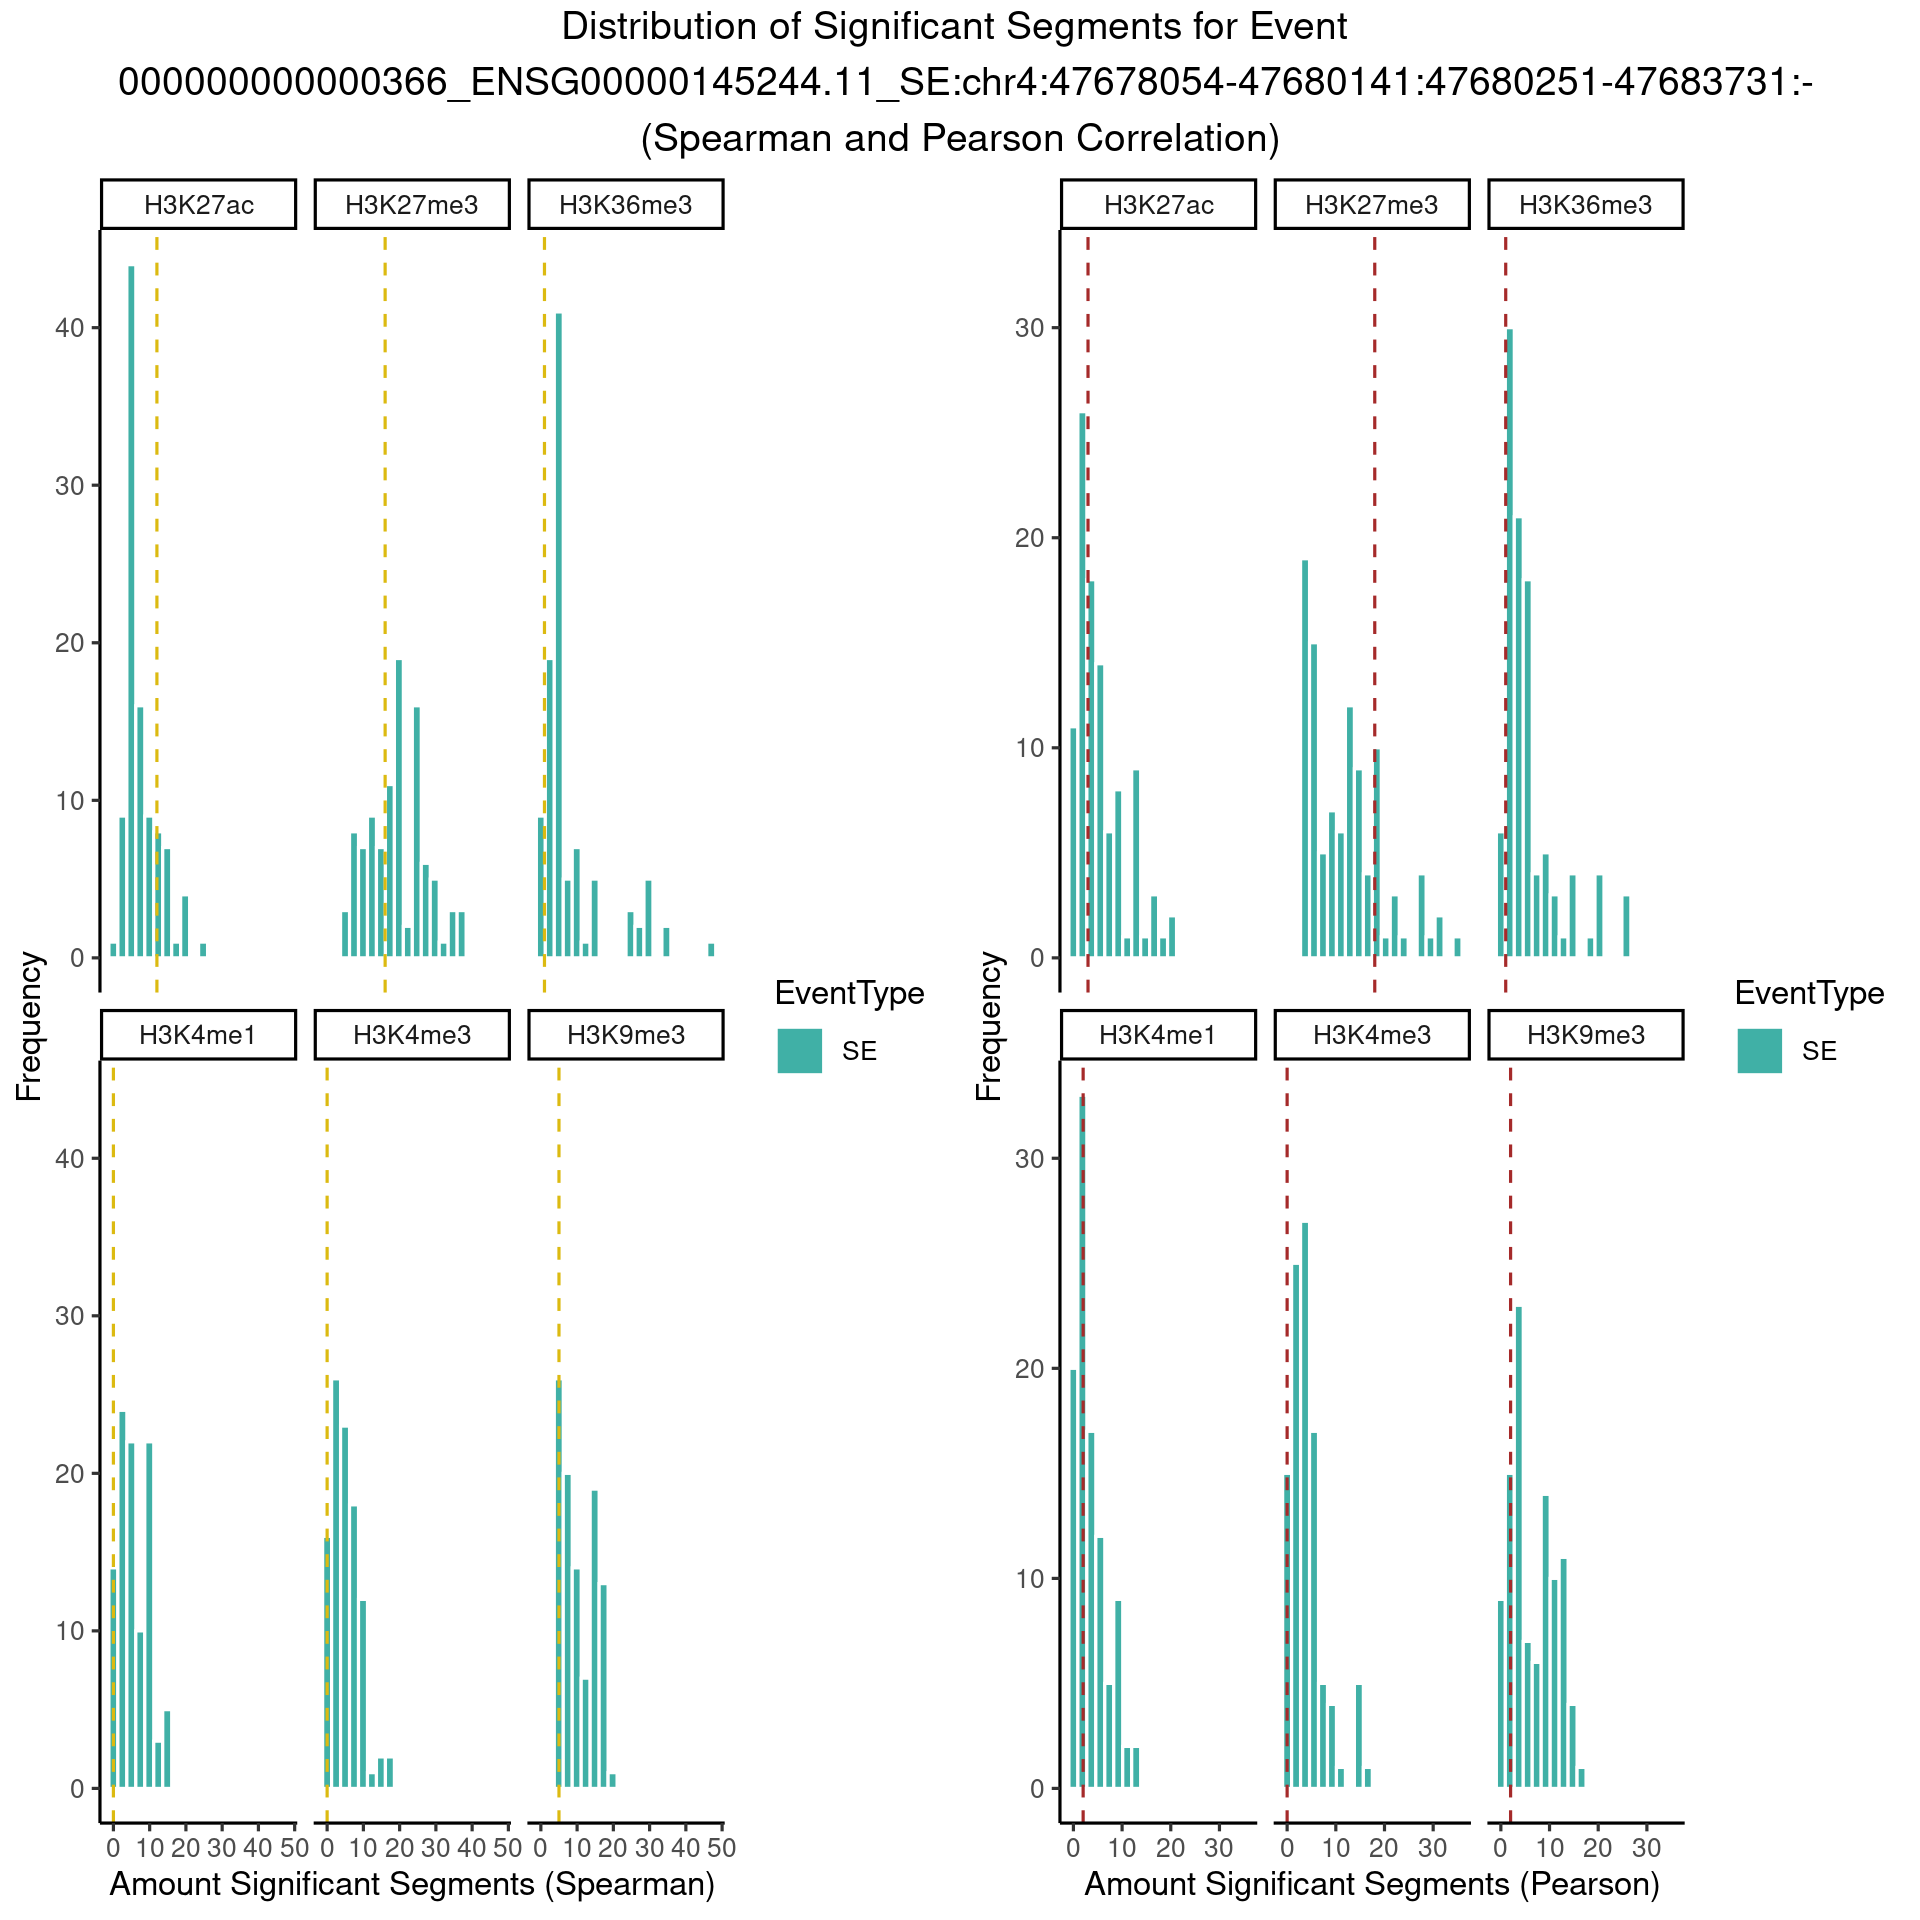 Distribution of Significant Segments for Event
000000000000366_ENSG00000145244.11_SE:chr4:47678054-47680141:47680251-47683731:-
(Spearman and Pearson Correlation)
H3K27ac H3K27me3 H3K36me3
40
30
20
10
0
H3K4me1 H3K4me3 H3K9me3
40
30
20
10
0
0 10 20 30 40 50 0 10 20 30 40 50 0 10 20 30 40 50
Amount Significant Segments (Spearman)
Frequency
EventType
SE
H3K27ac H3K27me3 H3K36me3
30
20
10
0
H3K4me1 H3K4me3 H3K9me3
30
20
10
0
0 10 20 30 0 10 20 30 0 10 20 30
Amount Significant Segments (Pearson)
Frequency
EventType
SE